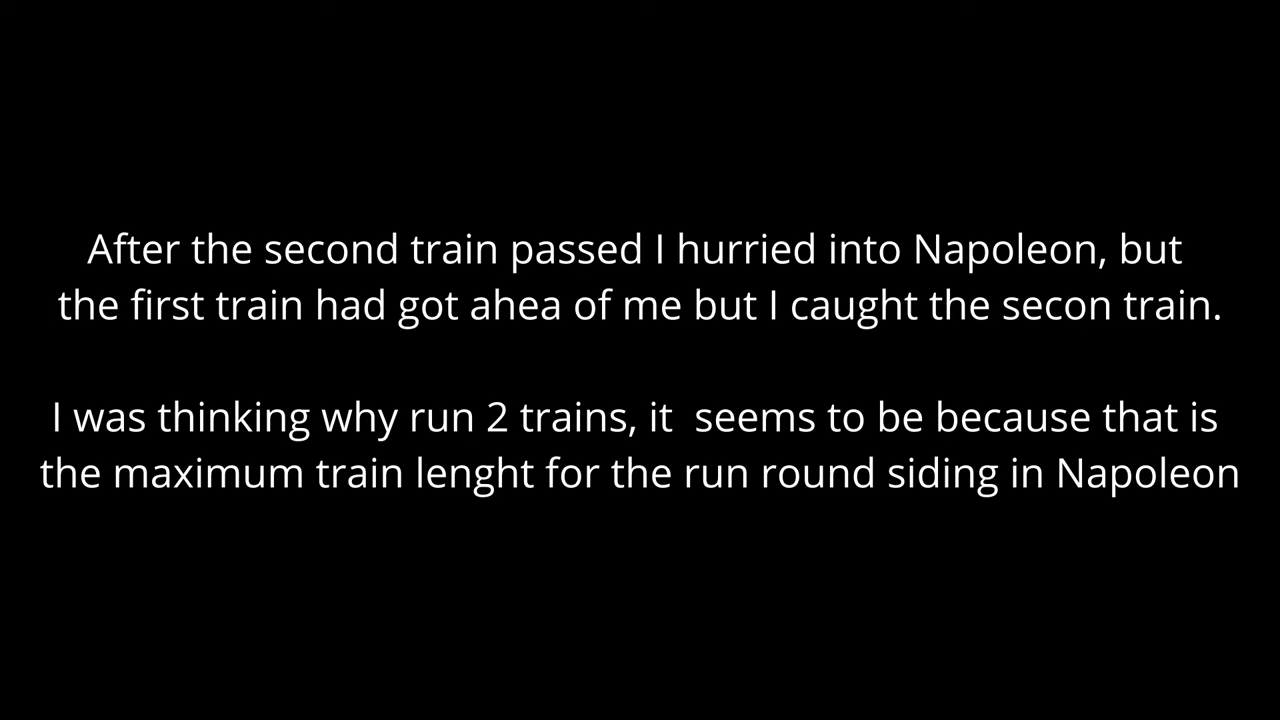 After the second train passed I hurried into Napoleon, but
the first train had got ahea of me but I caught the secon train.
I was thinking why run 2 trains, it  seems to be because that is
the maximum train lenght for the run round siding in Napoleon